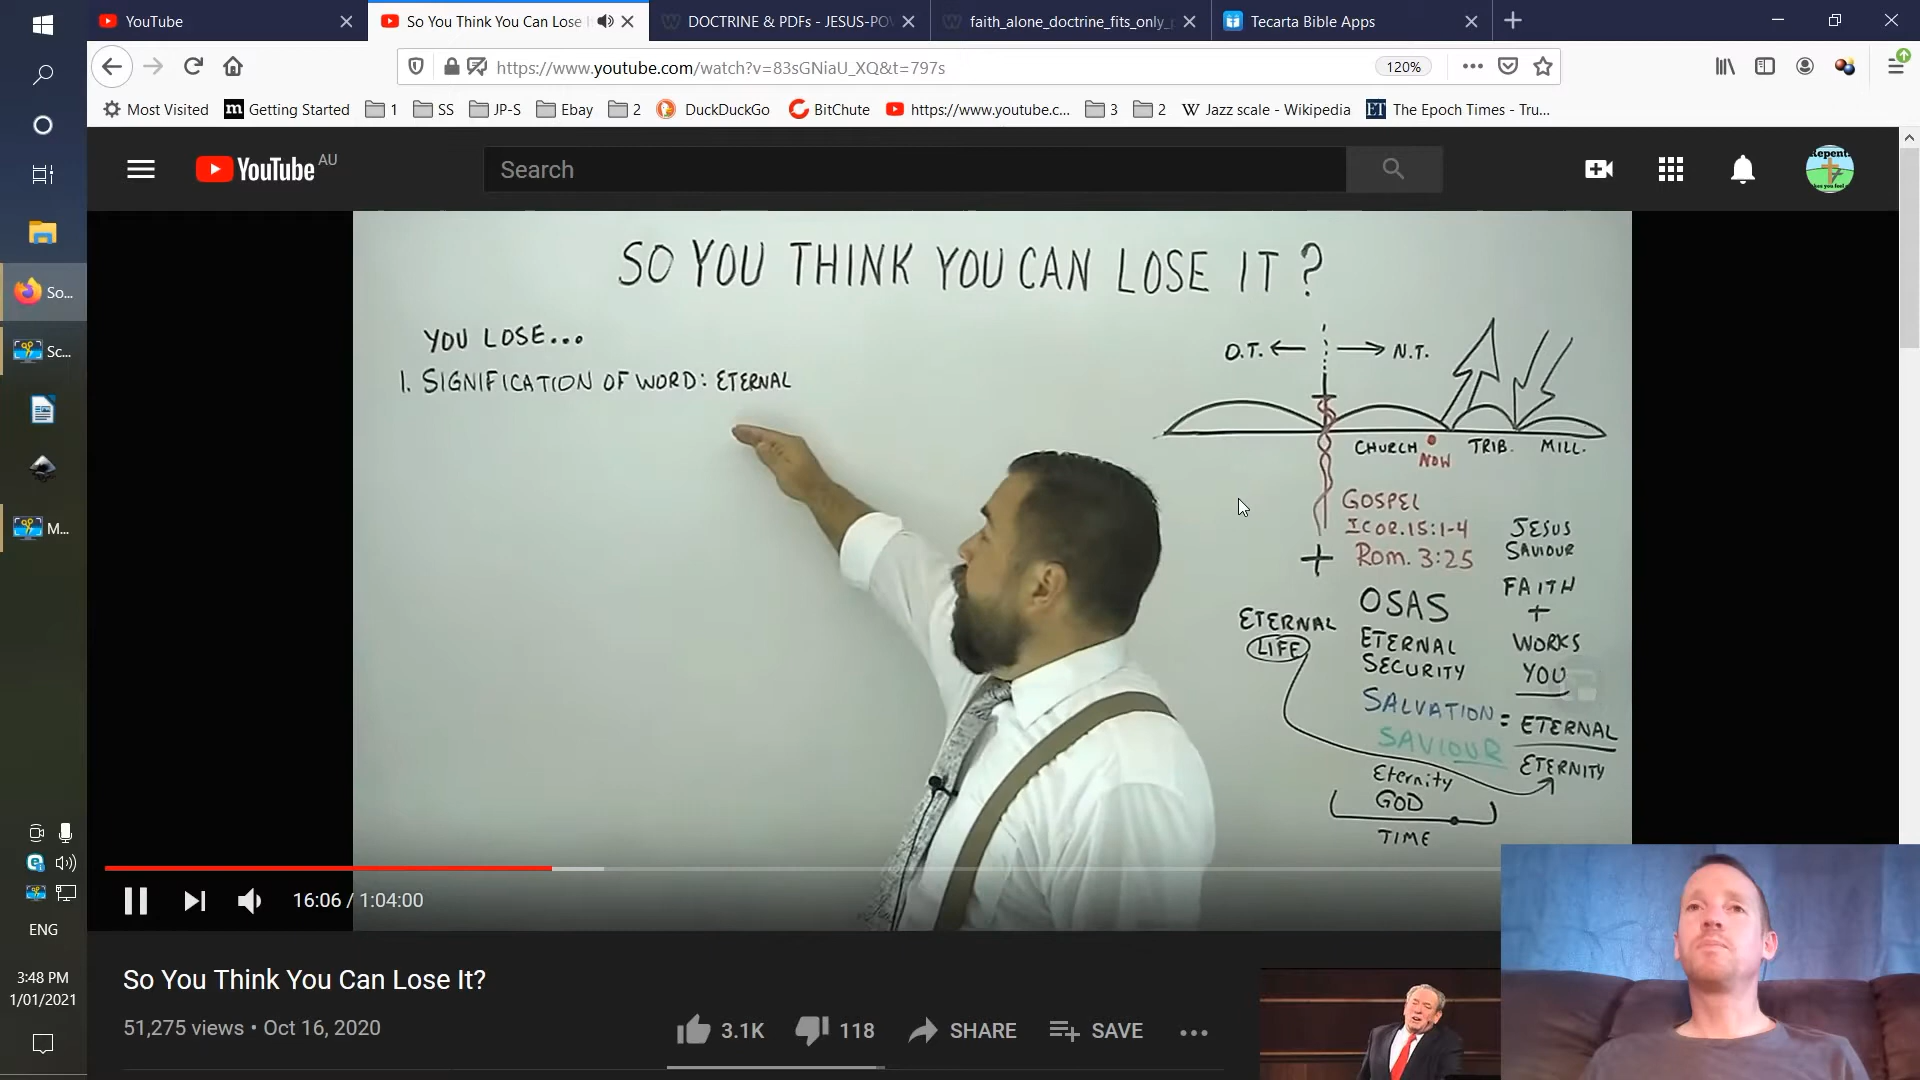 YouTube
So You Think You Can Lose
DOCTRINE & PDFs - JESUS-PO
faith_alone_doctrine_fits_only_
Tecarta Bible Apps
https://www.youtube.com/watch?v=83sGNiaU_XQ&t=797s
120%
Most Visited
Getting Started
1
SS
JP-S
Ebay
2
DuckDuckGo
BitChute
https://www.youtube.c...
3
2
W Jazz scale - Wikipedia
ET The Epoch Times - Tru...
YouTube AU
Search
SO YOU THINK YOU CAN LOSE IT?
YOU LOSE...
1. SIGNIFICATION OF WORD: ETERNAL
O.T. ← → N.T.
CHURCH NOW TRIB. MILL.
GOSPEL
I COR. 15:1-4
Rom. 3:25
JESUS
SAVIOUR
FAITH
+
WORKS
YOU
OSAS
ETERNAL
SECURITY
ETERNAL
LIFE
SALVATION = ETERNAL
SAVIOUR ETERNITY
Eternity
GOD
TIME
16:06 / 1:04:00
So You Think You Can Lose It?
51,275 views • Oct 16, 2020
3.1K
118
SHARE
SAVE
So...
Sc...
M...
ENG
3:48 PM
1/01/2021